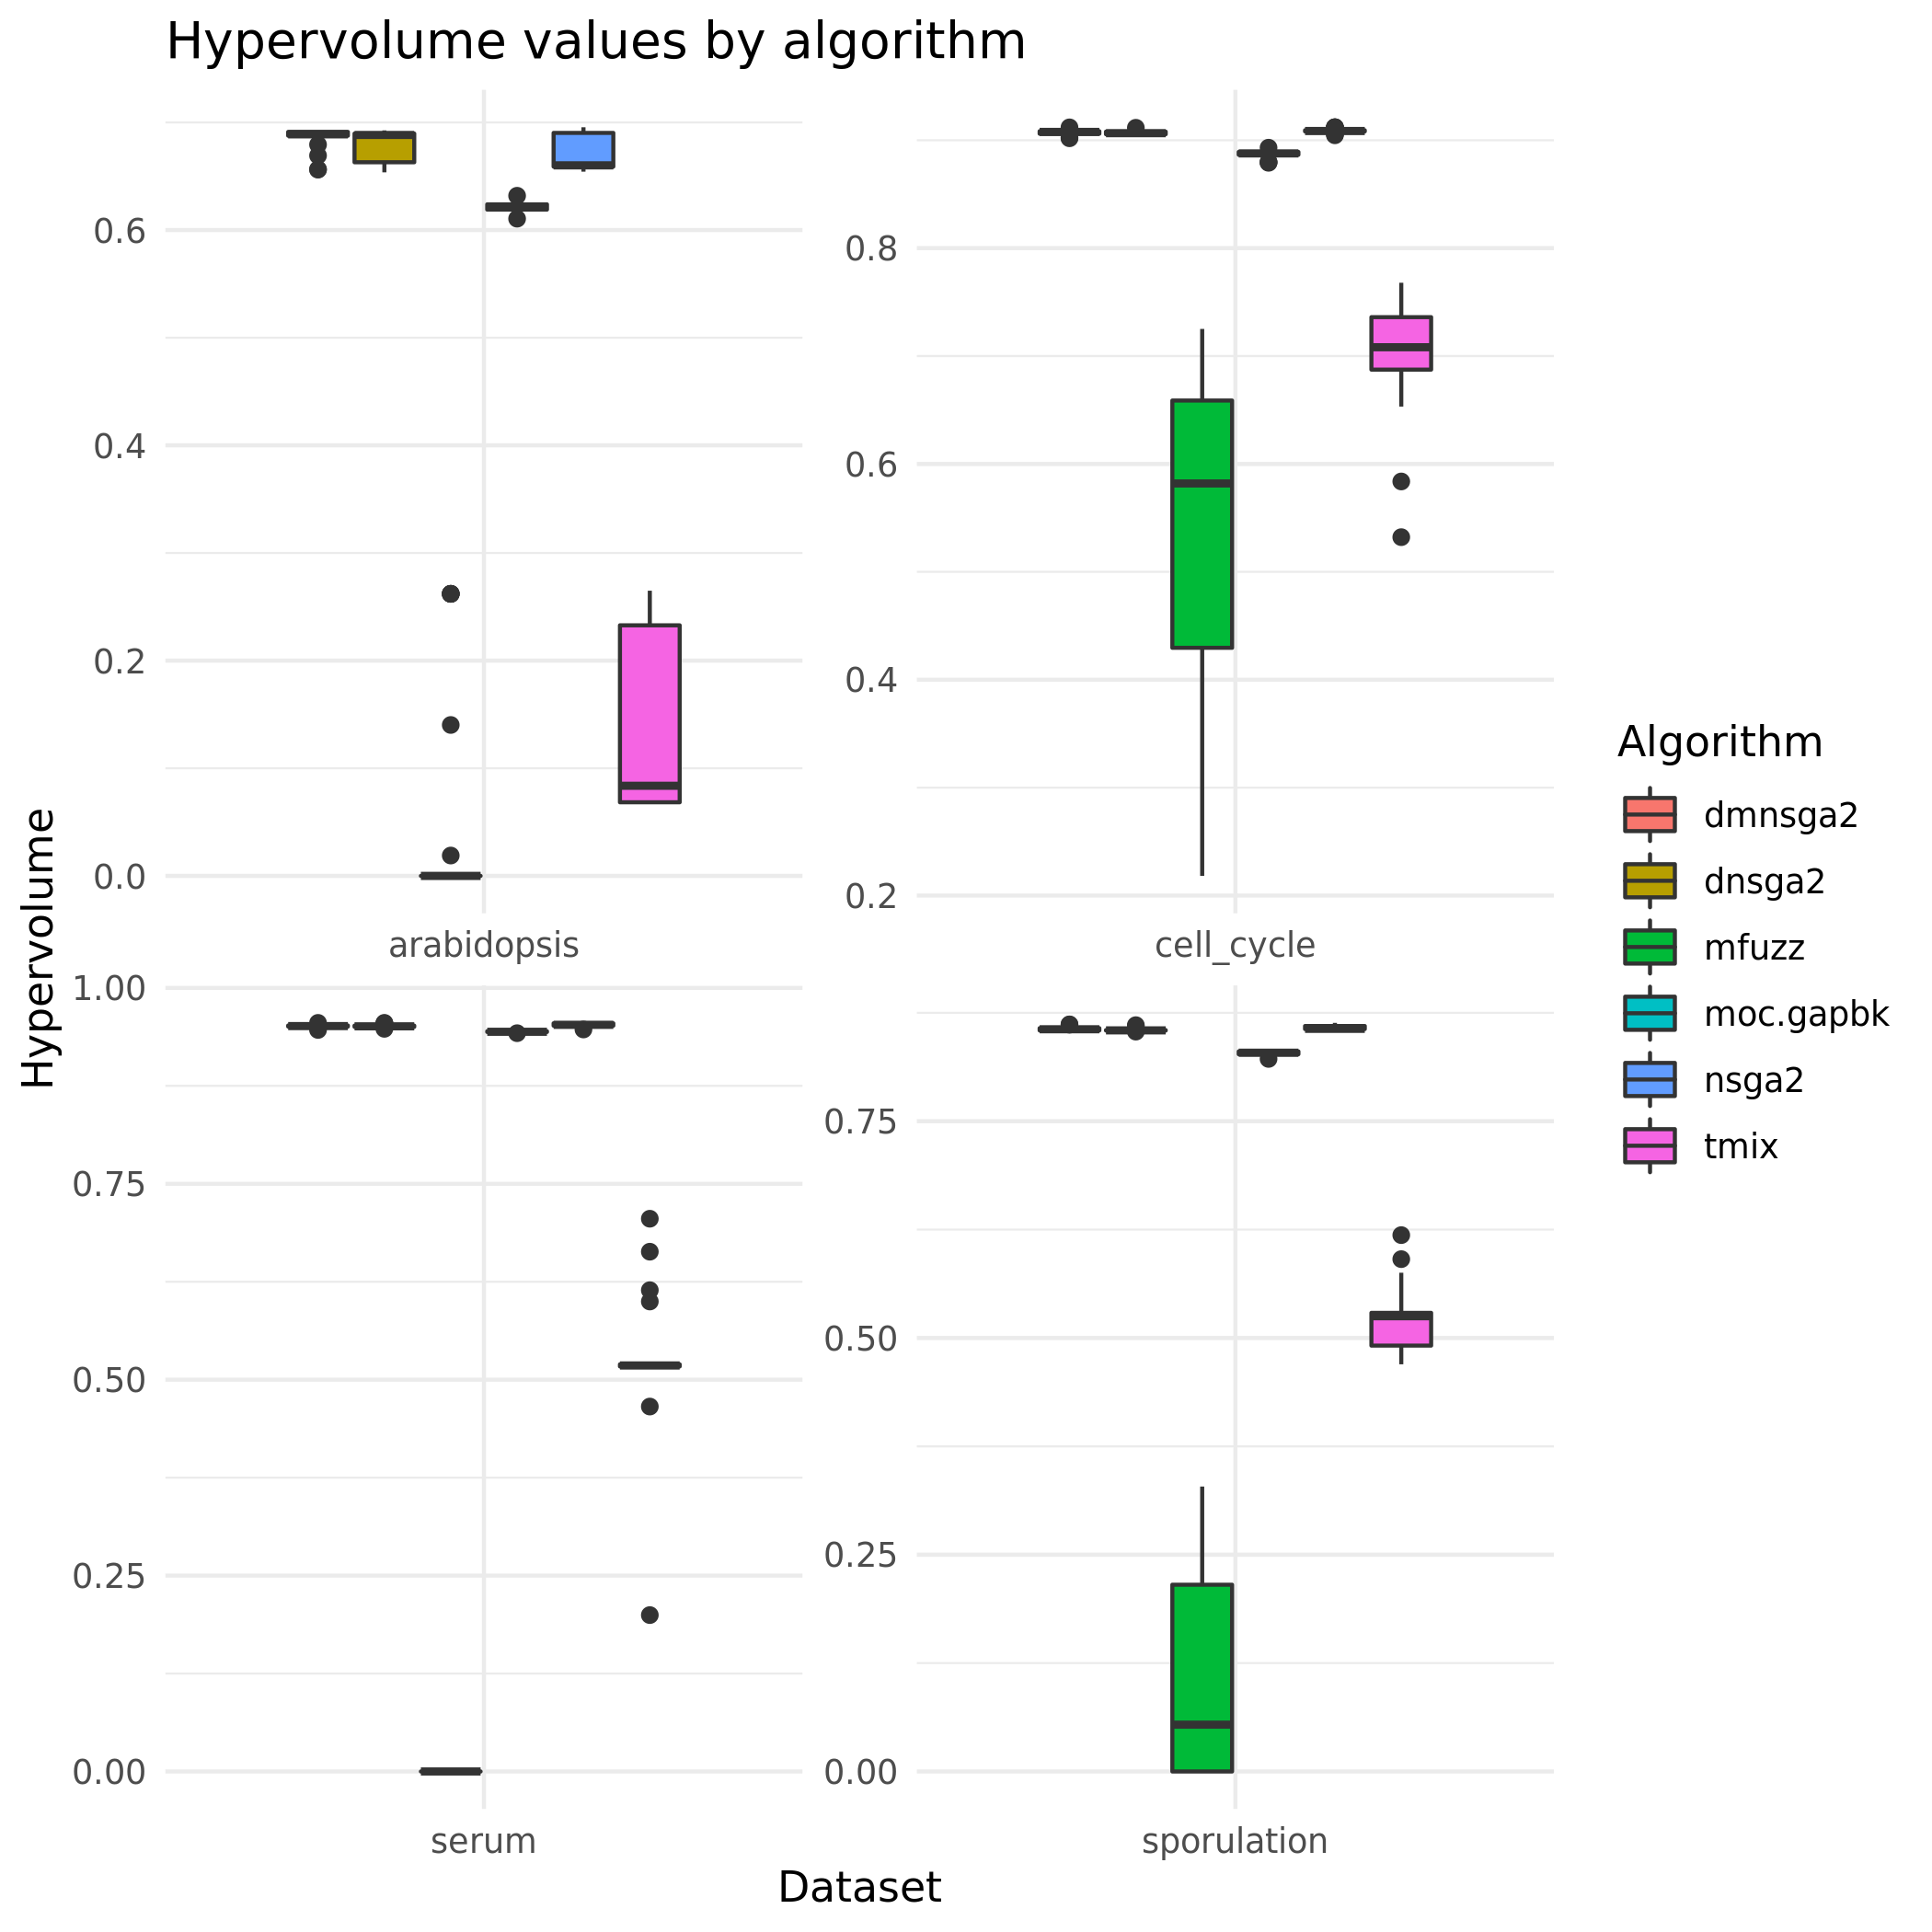 Hypervolume values by algorithm
Hypervolume
0.6
0.4
0.2
0.0
arabidopsis
0.8
0.6
0.4
0.2
cell_cycle
1.00
0.75
0.50
0.25
0.00
serum
0.75
0.50
0.25
0.00
sporulation
Dataset
Algorithm
dmnsga2
dnsga2
mfuzz
moc.gapbk
nsga2
tmix